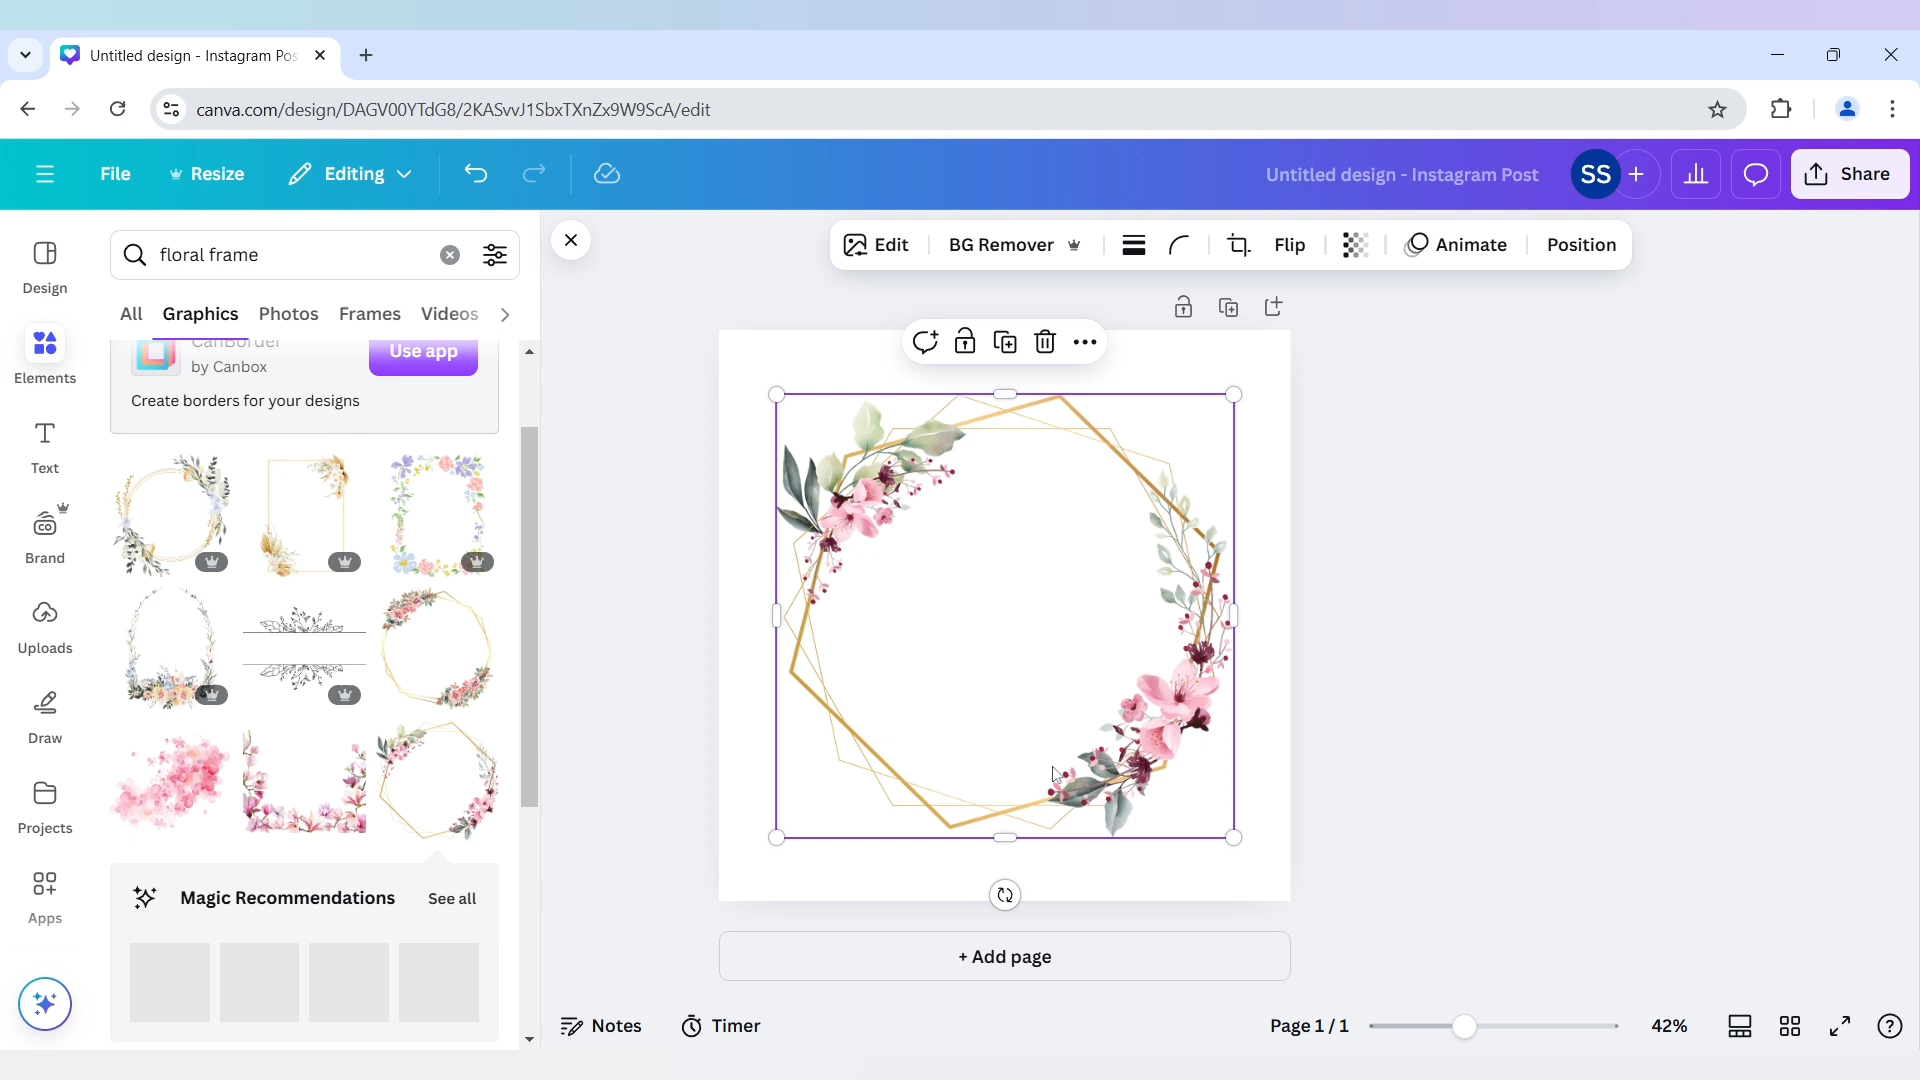 Untitled design - Instagram Pos
canva.com/design/DAGV00YTdG8/2KASvvJ1SbxTXnZx9W9ScA/edit
File
Resize
Editing
Untitled design - Instagram Post
SS
Share
Design
Elements
Text
Brand
Uploads
Draw
Projects
Apps
floral frame
All
Graphics
Photos
Frames
Videos
CanBorder
by Canbox
Use app
Create borders for your designs
Magic Recommendations
See all
Edit
BG Remover
Flip
Animate
Position
+ Add page
Notes
Timer
Page 1 / 1
42%